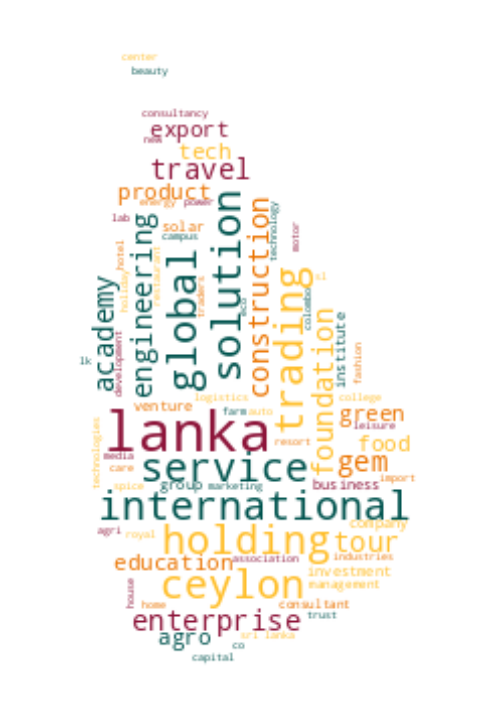 center
beauty
consultancy
export
new
tech
travel
product
energy power
lab
solar
campus
engineering
global
solution
construction
technology
motor
hotel
holiday
restaurant
traders
eco
academy
development
lk
trading
sl
colombo
foundation
institute
fashion
logistics
college
venture
farm auto
green
lanka
leisure
resort
food
technologies
media
care
service
gem
import
spice
group marketing
business
international
agri
royal
holding
company
tour
education
association
industries
ceylon
investment
management
house
home
consultant
enterprise
trust
agro
sri lanka
co
capital